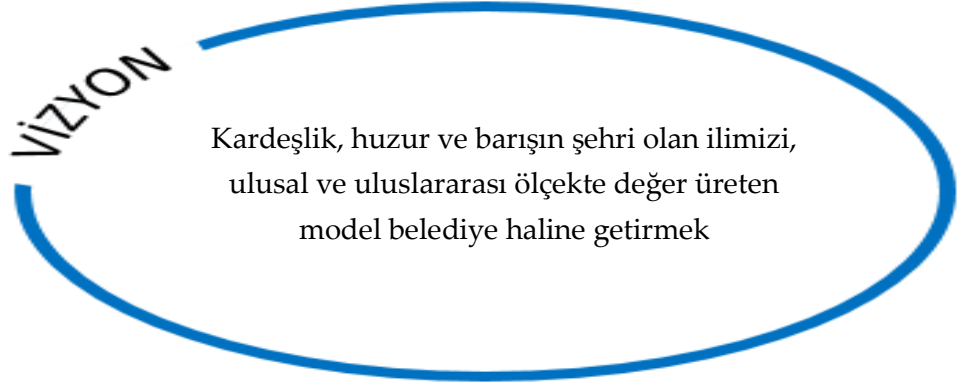 VİZYON
Kardeşlik, huzur ve barışın şehri olan ilimizi,
ulusal ve uluslararası ölçekte değer üreten
model belediye haline getirmek